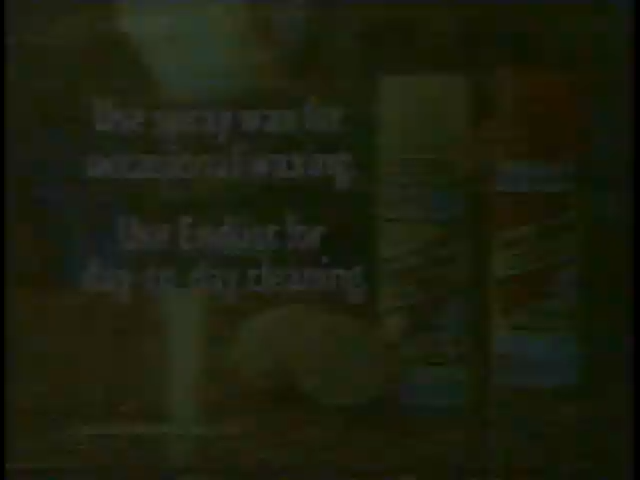 Use spray wax for
occasional waxing.
Use Endust for
day-to-day cleaning.